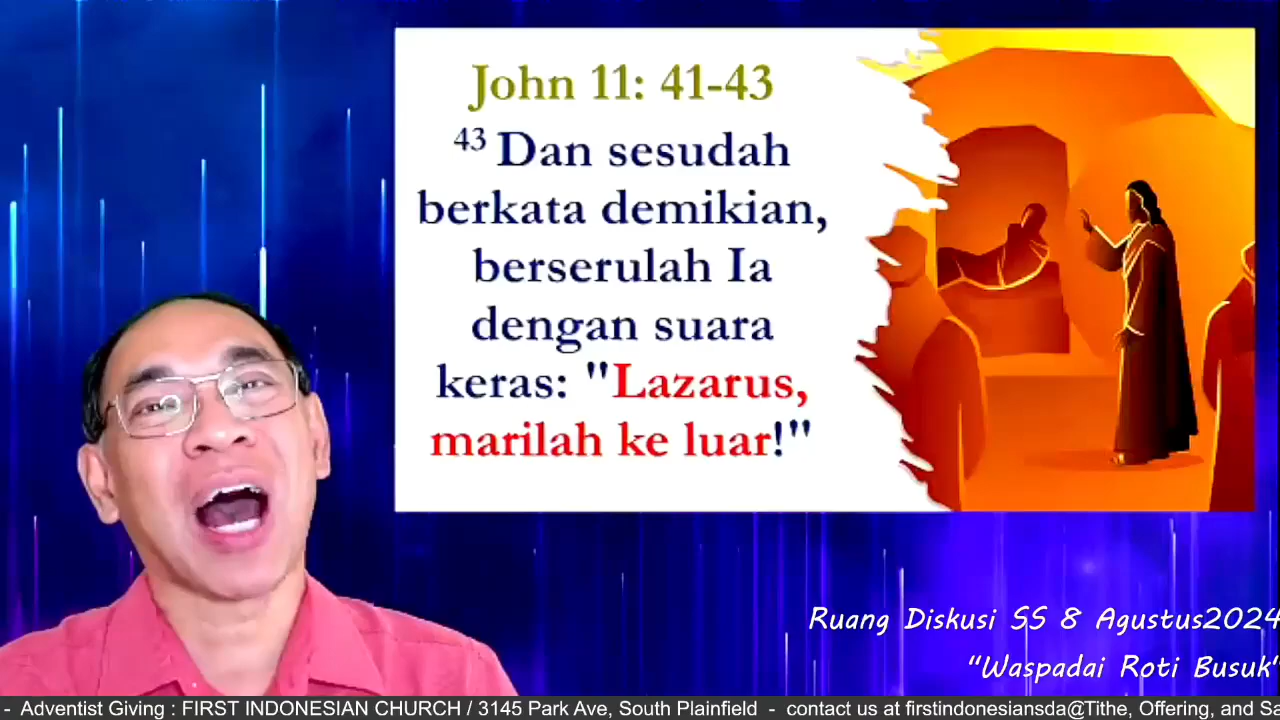 John 11: 41-43
43 Dan sesudah
berkata demikian,
berserulah Ia
dengan suara
keras: "Lazarus,
marilah ke luar!"
Ruang Diskusi SS 8 Agustus2024
"Waspadai Roti Busuk"
- Adventist Giving : FIRST INDONESIAN CHURCH / 3145 Park Ave, South Plainfield - contact us at firstindonesiansda@Tithe, Offering, and